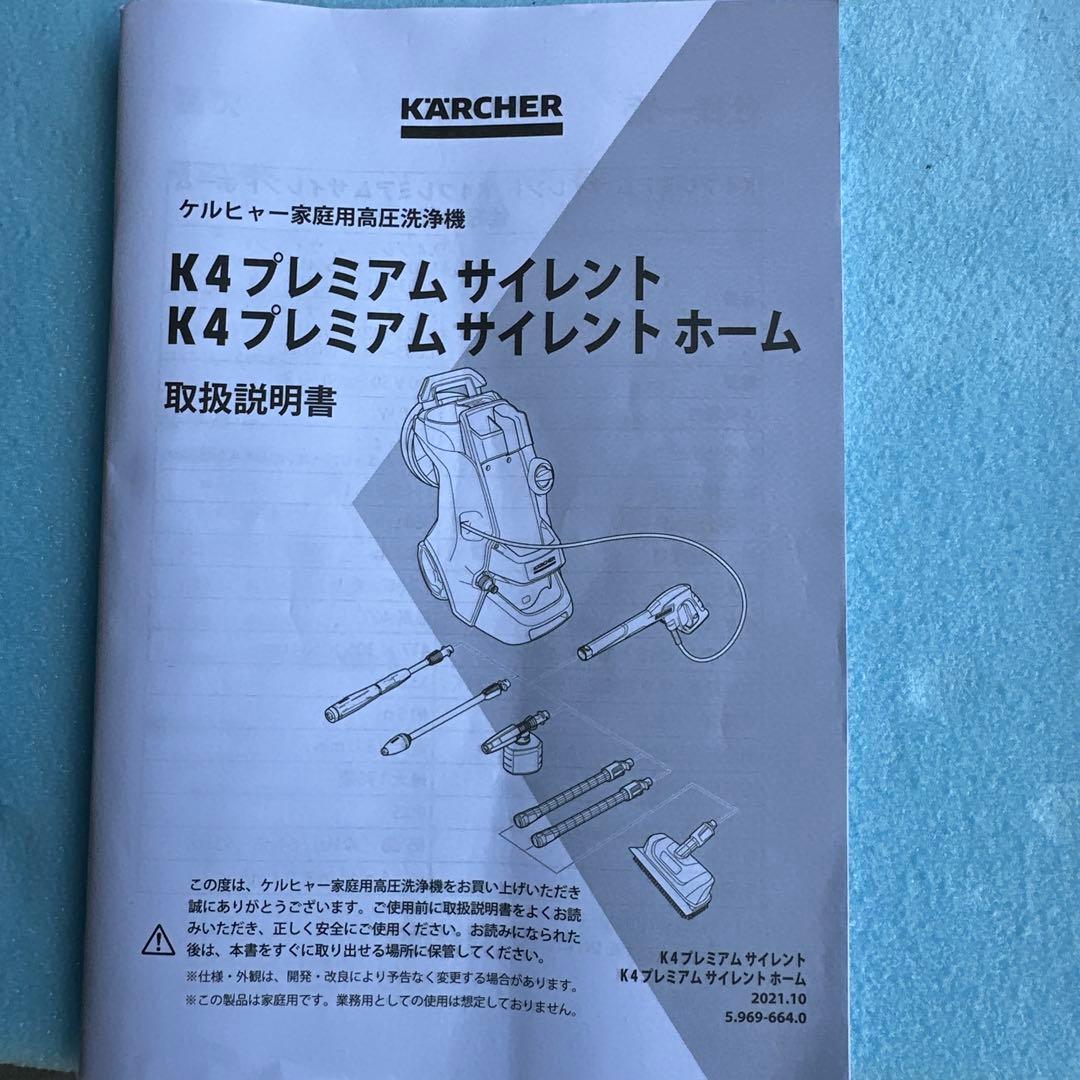 KÄRCHER
ケルヒャー家庭用高圧洗浄機
K4プレミアム サイレント
K4プレミアム サイレント ホーム
取扱説明書
KÄRCHER
この度は、ケルヒャー家庭用高圧洗浄機をお買い上げいただき
誠にありがとうございます。ご使用前に取扱説明書をよくお読
みいただき、正しく安全にご使用ください。お読みになられた
後は、本書をすぐに取り出せる場所に保管してください。
※仕様・外観は、開発・改良により予告なく変更する場合があります。
※この製品は家庭用です。業務用としての使用は想定しておりません。
K4プレミアム サイレント
K4プレミアム サイレント ホーム
2021.10
5.969-664.0